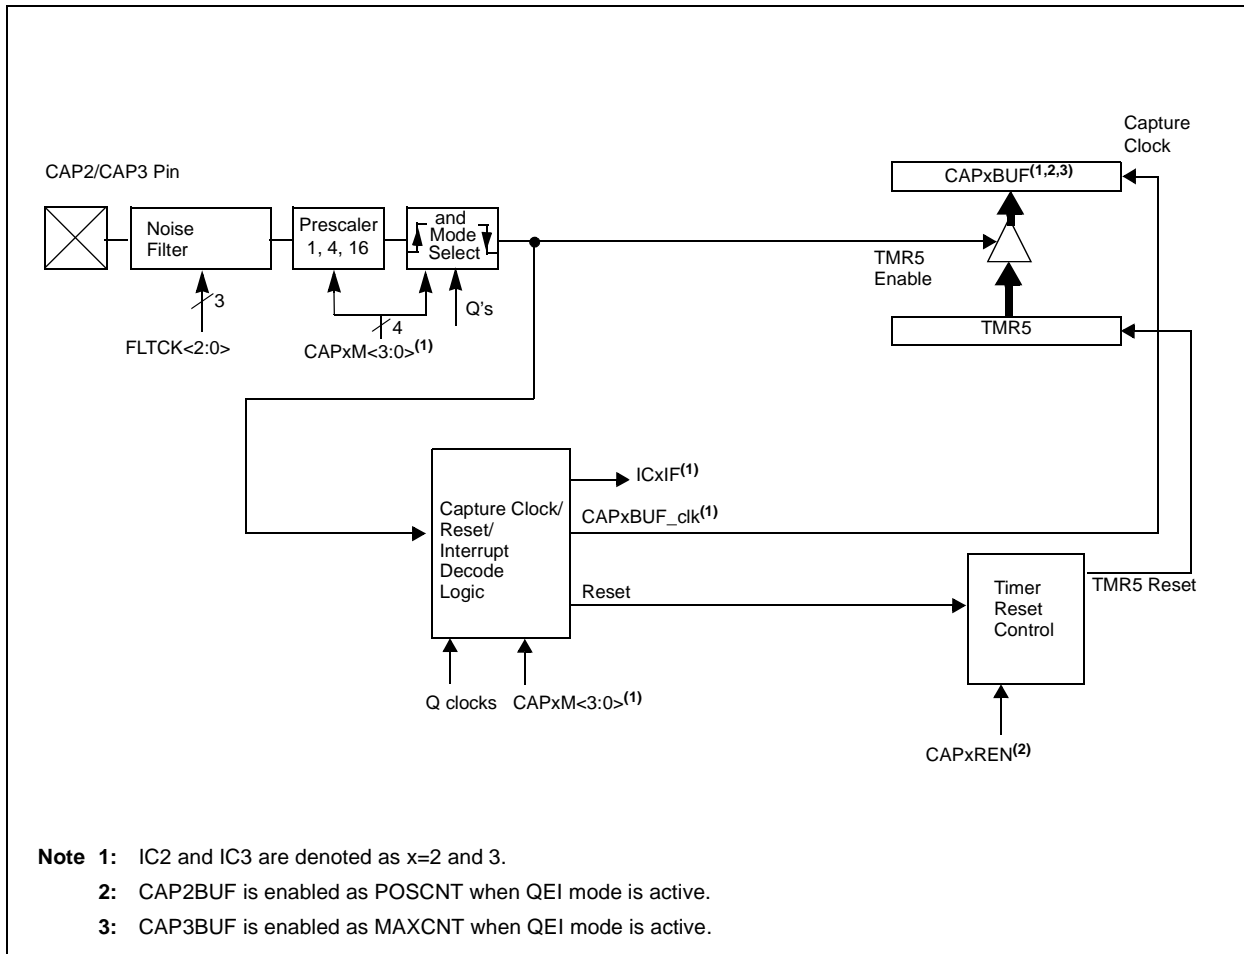 Capture
Clock
CAP2/CAP3 Pin
CAPxBUF(1,2,3)
Noise
Filter
Prescaler
1, 4, 16
and
Mode
Select
TMR5
Enable
3
Q's
TMR5
4
FLTCK<2:0>
CAPxM<3:0>(1)
ICxIF(1)
Capture Clock/
Reset/
Interrupt
Decode
Logic
CAPxBUF_clk(1)
Reset
Timer
Reset
Control
TMR5 Reset
Q clocks
CAPxM<3:0>(1)
CAPxREN(2)
Note 1: IC2 and IC3 are denoted as x=2 and 3.
2: CAP2BUF is enabled as POSCNT when QEI mode is active.
3: CAP3BUF is enabled as MAXCNT when QEI mode is active.